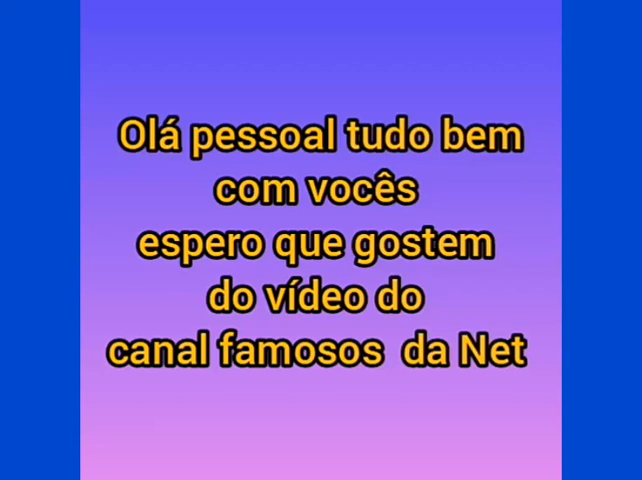 Olá pessoal tudo bem
com vocês
espero que gostem
do vídeo do
canal famosos da Net